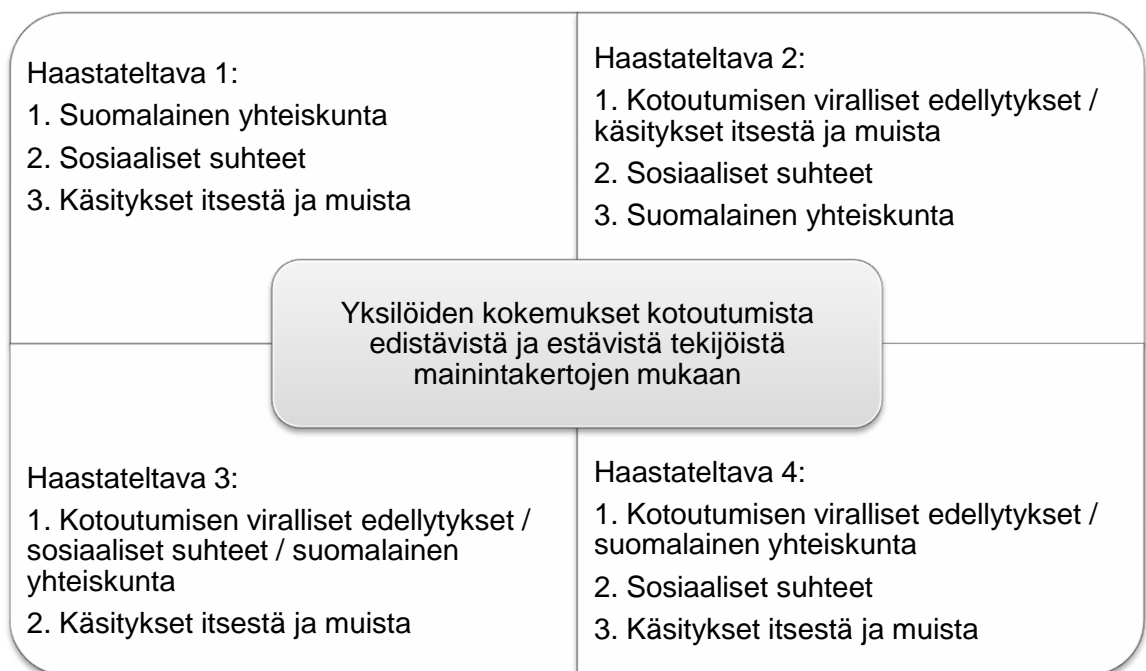 Haastateltava 1:
1. Suomalainen yhteiskunta
2. Sosiaaliset suhteet
3. Käsitykset itsestä ja muista
Haastateltava 2:
1. Kotoutumisen viralliset edellytykset /
käsitykset itsestä ja muista
2. Sosiaaliset suhteet
3. Suomalainen yhteiskunta
Yksilöiden kokemukset kotoutumista
edistävistä ja estävistä tekijöistä
mainintakertojen mukaan
Haastateltava 3:
1. Kotoutumisen viralliset edellytykset /
sosiaaliset suhteet / suomalainen
yhteiskunta
2. Käsitykset itsestä ja muista
Haastateltava 4:
1. Kotoutumisen viralliset edellytykset /
suomalainen yhteiskunta
2. Sosiaaliset suhteet
3. Käsitykset itsestä ja muista